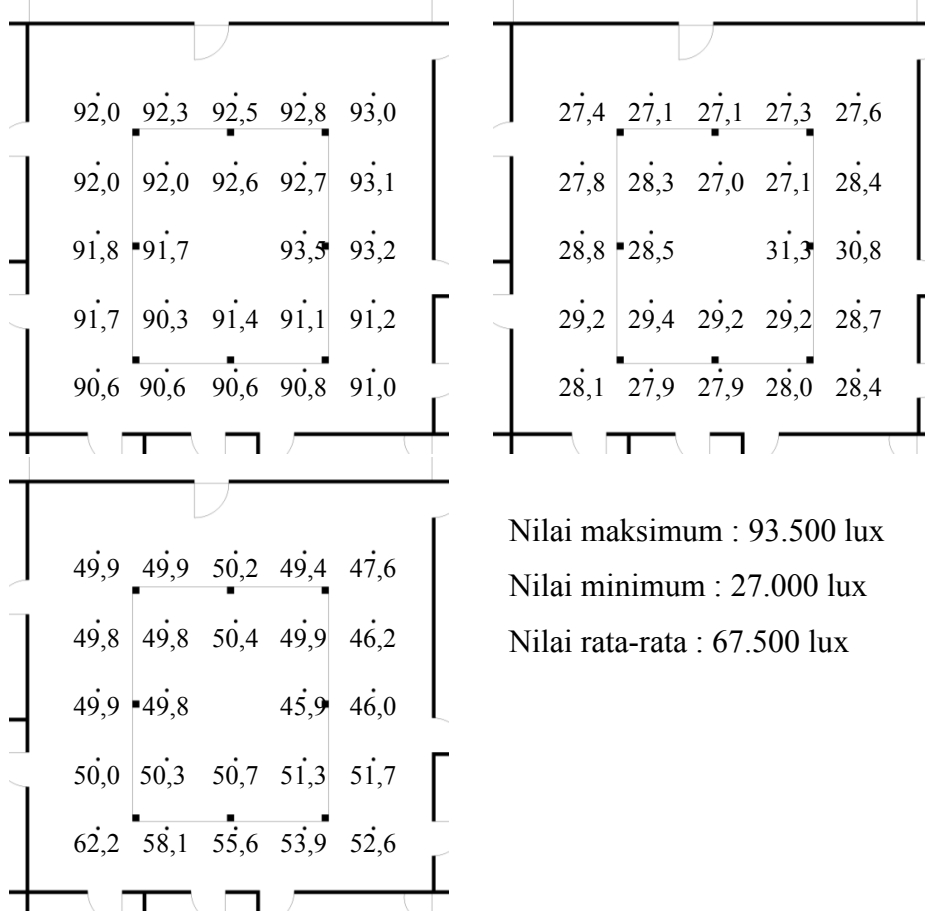 92,0 92,3 92,5 92,8 93,0
92,0 92,0 92,6 92,7 93,1
91,8 91,7 93,5 93,2
91,7 90,3 91,4 91,1 91,2
90,6 90,6 90,6 90,8 91,0
27,4 27,1 27,1 27,3 27,6
27,8 28,3 27,0 27,1 28,4
28,8 28,5 31,3 30,8
29,2 29,4 29,2 29,2 28,7
28,1 27,9 27,9 28,0 28,4
49,9 49,9 50,2 49,4 47,6
49,8 49,8 50,4 49,9 46,2
49,9 49,8 45,9 46,0
50,0 50,3 50,7 51,3 51,7
62,2 58,1 55,6 53,9 52,6
Nilai maksimum : 93.500 lux
Nilai minimum : 27.000 lux
Nilai rata-rata : 67.500 lux